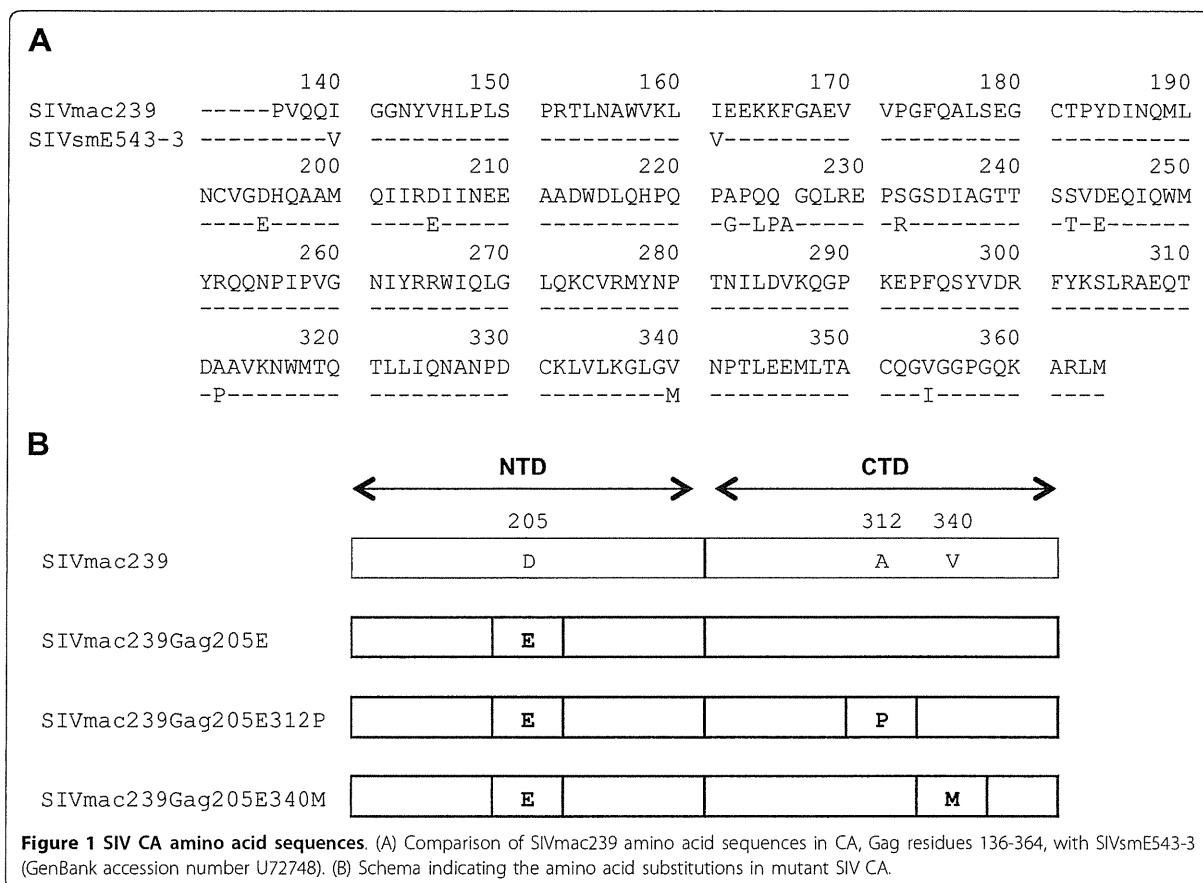 A
140 150 160 170 180 190
SIVmac239 -----PVQQI GGNYVHLPLS PRTLNAWVKL IEEKKFGAEV VPGFQALSEG CTPYDINQML
SIVsmE543-3 ---------V ---------- ---------- V--------- ---------- ----------
200 210 220 230 240 250
NCVGDHQAAM QIIRDIINEE AADWDLQHPQ PAPQQ GQLRE PSGSDIAGTT SSVDEQIQWM
----E----- ----E----- ---------- -G-LPA----- -R-------- -T-E------
260 270 280 290 300 310
YRQQNPIPVG NIYRRWIQLG LQKCVRMYNP TNILDVKQGP KEPFQSYVDR FYKSLRAEQT
---------- ---------- ---------- ---------- ---------- ----------
320 330 340 350 360
DAAVKNWMTQ TLLIQNANPD CKLVLKGLGV NPTLEEMLTA CQGVGGPGQK ARLM
-P-------- ---------- ---------M ---------- ---I------ ----
B
NTD CTD
205 312 340
SIVmac239 D A V
SIVmac239Gag205E E
SIVmac239Gag205E312P E P
SIVmac239Gag205E340M E M
Figure 1 SIV CA amino acid sequences. (A) Comparison of SIVmac239 amino acid sequences in CA, Gag residues 136-364, with SIVsmE543-3
(GenBank accession number U72748). (B) Schema indicating the amino acid substitutions in mutant SIV CA.